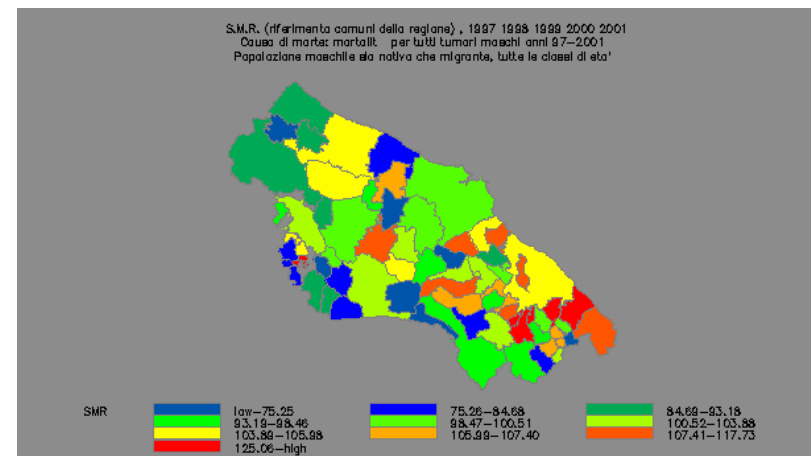 S.M.R. (riferimento comuni della regione) , 1997 1998 1999 2000 2001
Causa di morte: mortalit per tutti tumori maschi anni 97-2001
Popolazione maschile sia nativa che migrante, tutte le classi di eta'
SMR
low-75.25
75.26-84.68
84.69-93.18
93.19-98.46
98.47-100.51
100.52-103.88
103.89-105.98
105.99-107.40
107.41-117.73
125.06-high